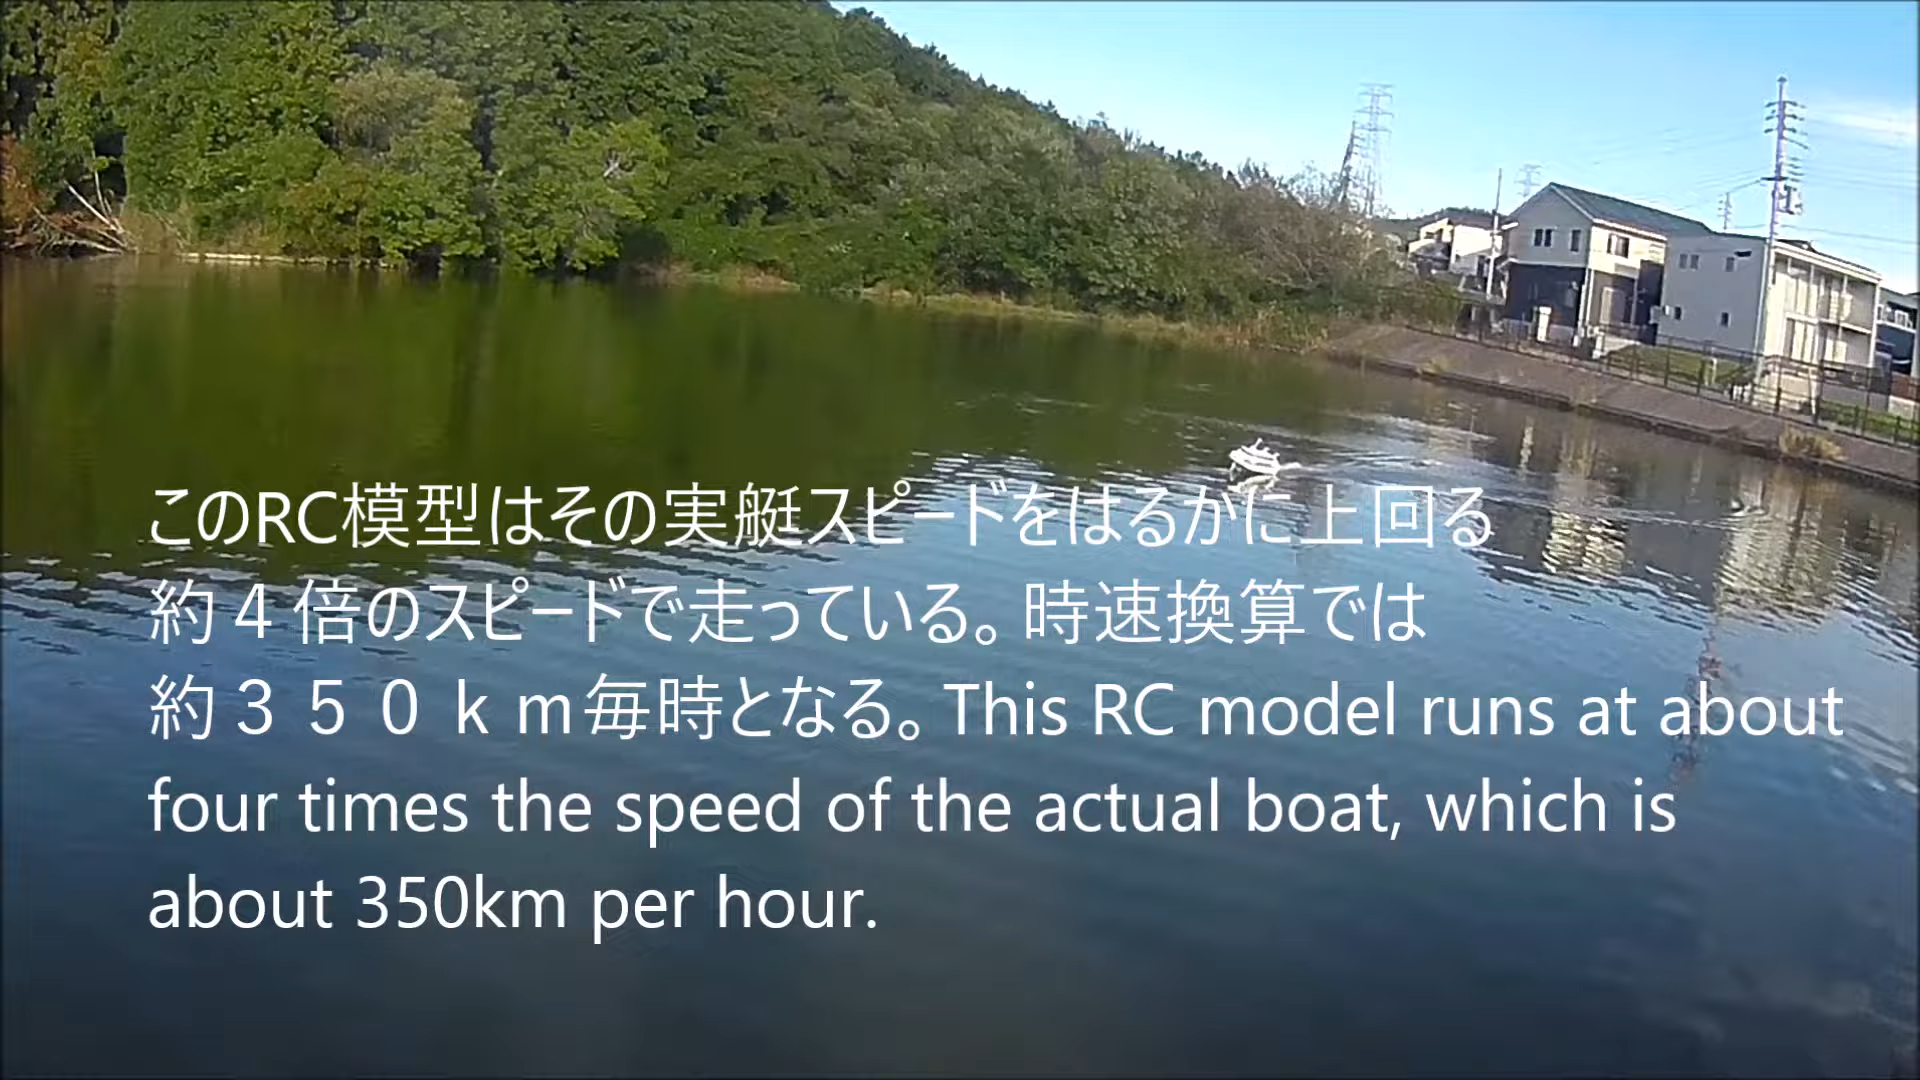 このRC模型はその実艇スピードをはるかに上回る
約４倍のスピードで走っている。時速換算では
約３５０ｋｍ毎時となる。This RC model runs at about
four times the speed of the actual boat, which is
about 350km per hour.